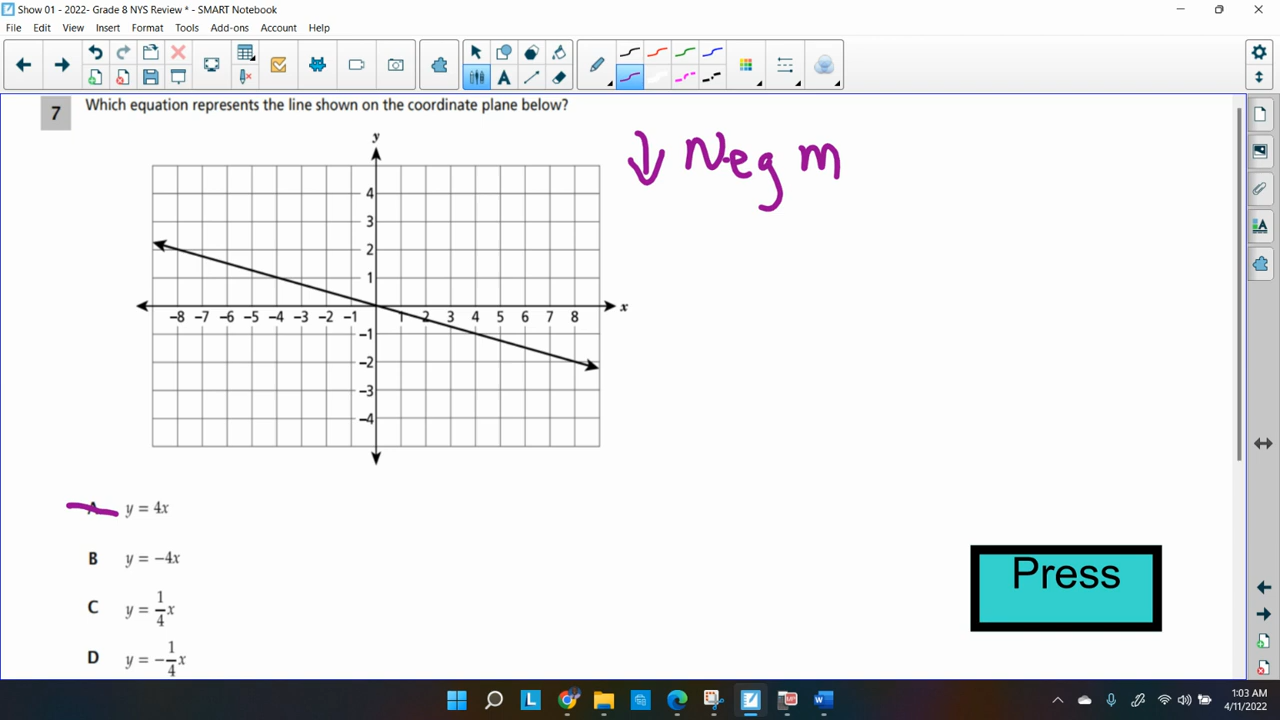 Show 01 - 2022- Grade 8 NYS Review * - SMART Notebook
File Edit View Insert Format Tools Add-ons Account Help
7 Which equation represents the line shown on the coordinate plane below?
↓ Neg m
y
4
3
2
1
−8 −7 −6 −5 −4 −3 −2 −1 1 2 3 4 5 6 7 8 x
−1
−2
−3
−4
A y = 4x
B y = −4x
C y = 1/4 x
D y = −1/4 x
Press
1:03 AM
4/11/2022